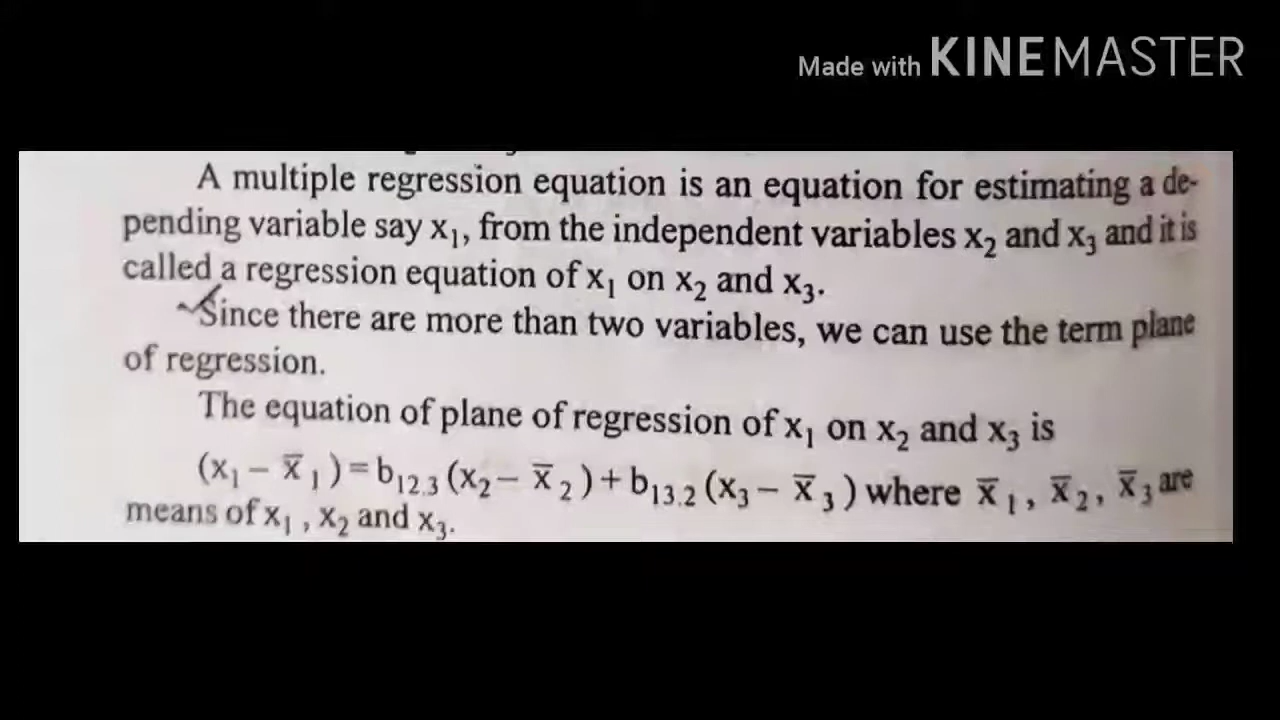 Made with KINEMASTER
A multiple regression equation is an equation for estimating a de-
pending variable say x₁, from the independent variables x₂ and x₃ and it is
called a regression equation of x₁ on x₂ and x₃.
Since there are more than two variables, we can use the term plane
of regression.
The equation of plane of regression of x₁ on x₂ and x₃ is
(x₁ – x̄₁) = b₁₂.₃ (x₂ – x̄₂) + b₁₃.₂ (x₃ – x̄₃) where x̄₁, x̄₂, x̄₃ are
means of x₁, x₂ and x₃.